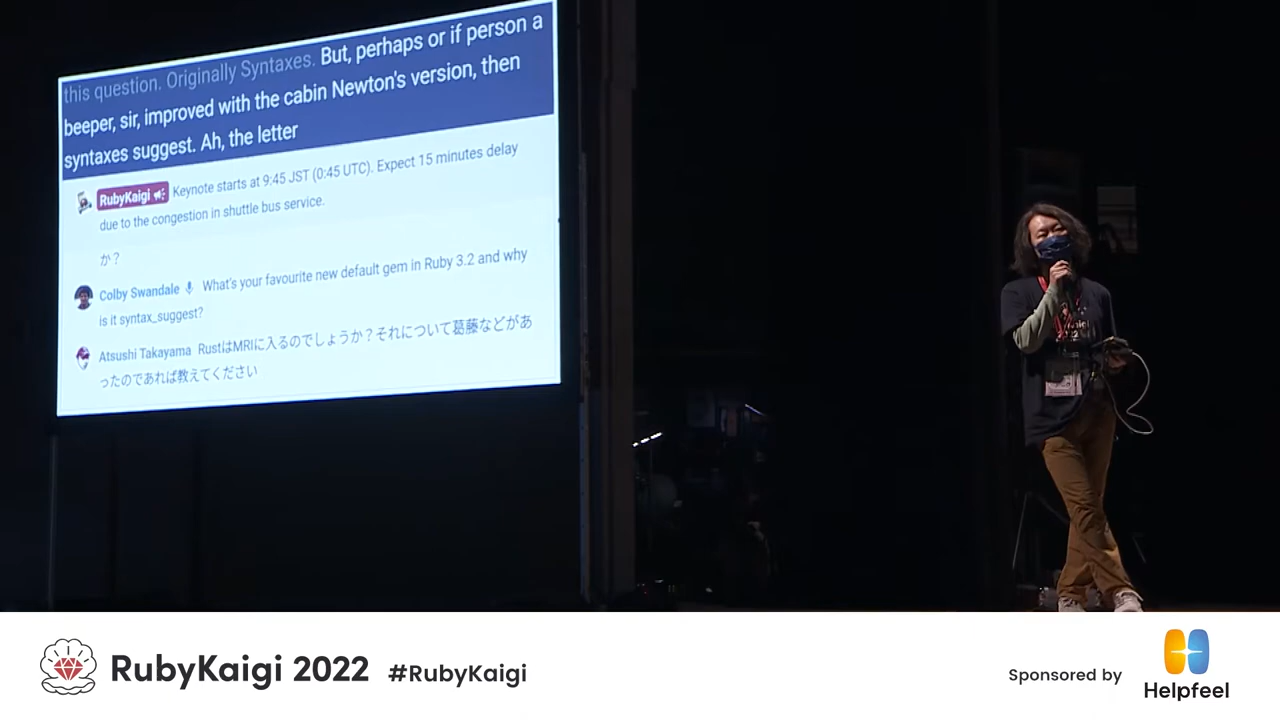 this question. Originally Syntaxes. But, perhaps or if person a
beeper, sir, improved with the cabin Newton's version, then
syntaxes suggest. Ah, the letter
RubyKaigi Keynote starts at 9:45 JST (0:45 UTC). Expect 15 minutes delay
due to the congestion in shuttle bus service.
か？
Colby Swandale What's your favourite new default gem in Ruby 3.2 and why
is it syntax_suggest?
Atsushi Takayama RustはMRIに入るのでしょうか？それについて葛藤などがあ
ったのであれば教えてください
RubyKaigi 2022 #RubyKaigi
Sponsored by
Helpfeel